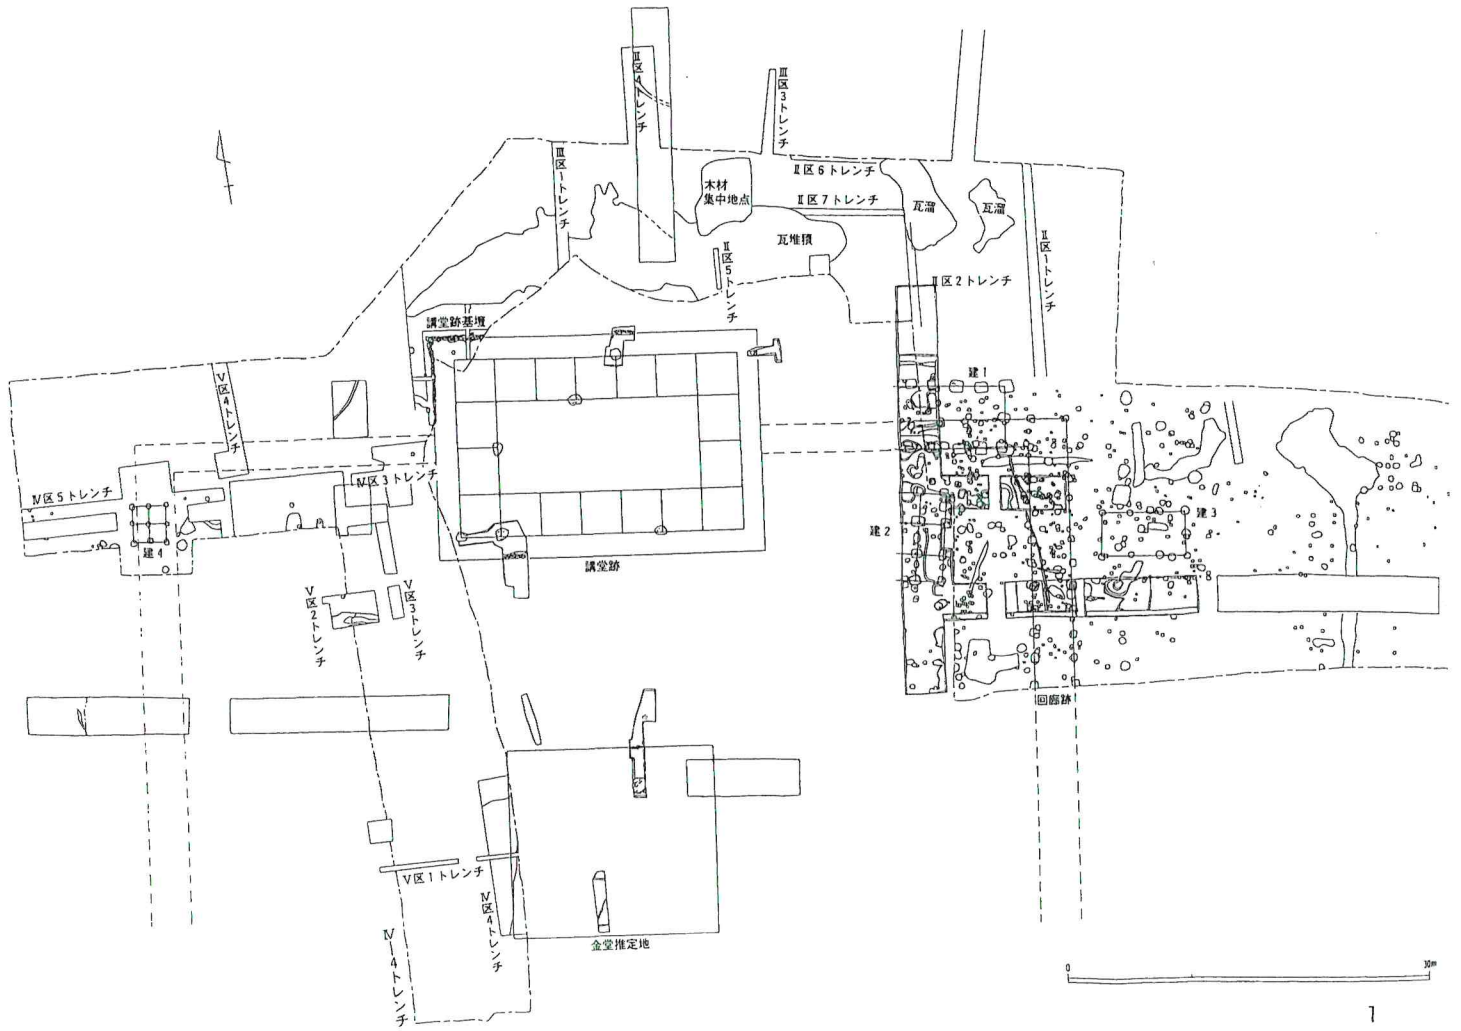 Ⅱ区4トレンチ
Ⅲ区3トレンチ
Ⅲ区1トレンチ
木材
集中地点
Ⅱ区6トレンチ
Ⅱ区7トレンチ
瓦溜
瓦溜
瓦堆積
Ⅱ区5トレンチ
Ⅱ区1トレンチ
Ⅱ区2トレンチ
講堂跡基壇
建1
Ⅴ区4トレンチ
Ⅳ区3トレンチ
Ⅳ区5トレンチ
建4
建2
建3
講堂跡
Ⅴ区2トレンチ
Ⅴ区3トレンチ
回廊跡
Ⅴ区1トレンチ
Ⅳ区4トレンチ
Ⅳ-4トレンチ
金堂推定地
0
30m
1